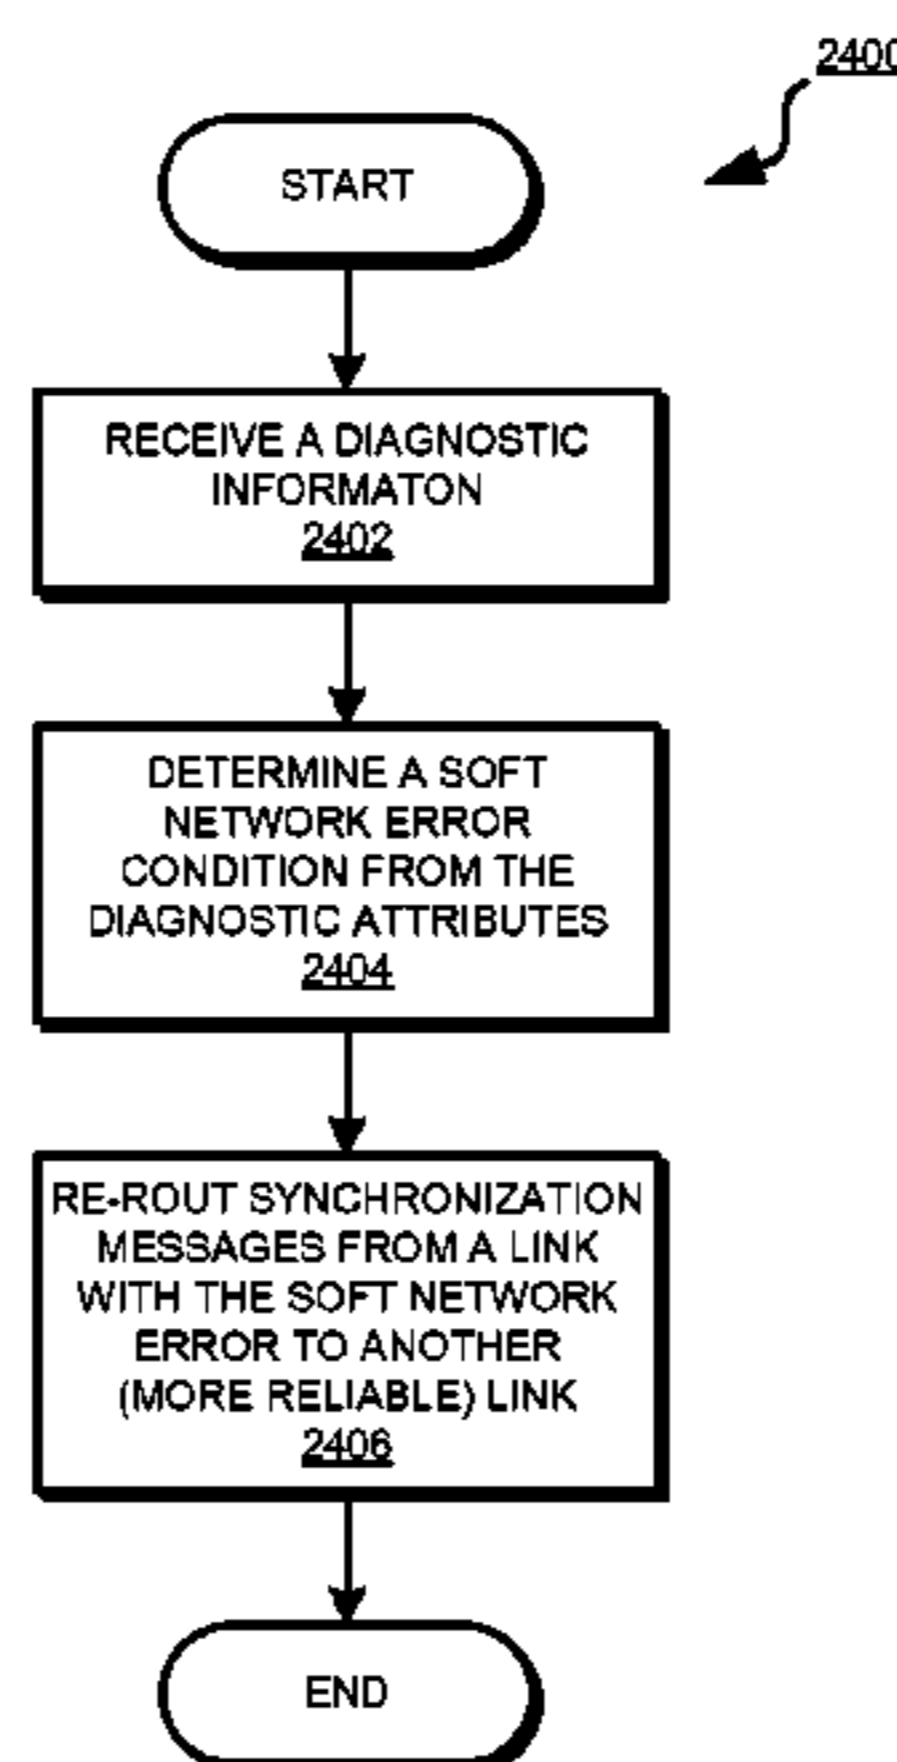 2400
START
RECEIVE A DIAGNOSTIC
INFORMATON
2402
DETERMINE A SOFT
NETWORK ERROR
CONDITION FROM THE
DIAGNOSTIC ATTRIBUTES
2404
RE-ROUT SYNCHRONIZATION
MESSAGES FROM A LINK
WITH THE SOFT NETWORK
ERROR TO ANOTHER
(MORE RELIABLE) LINK
2406
END